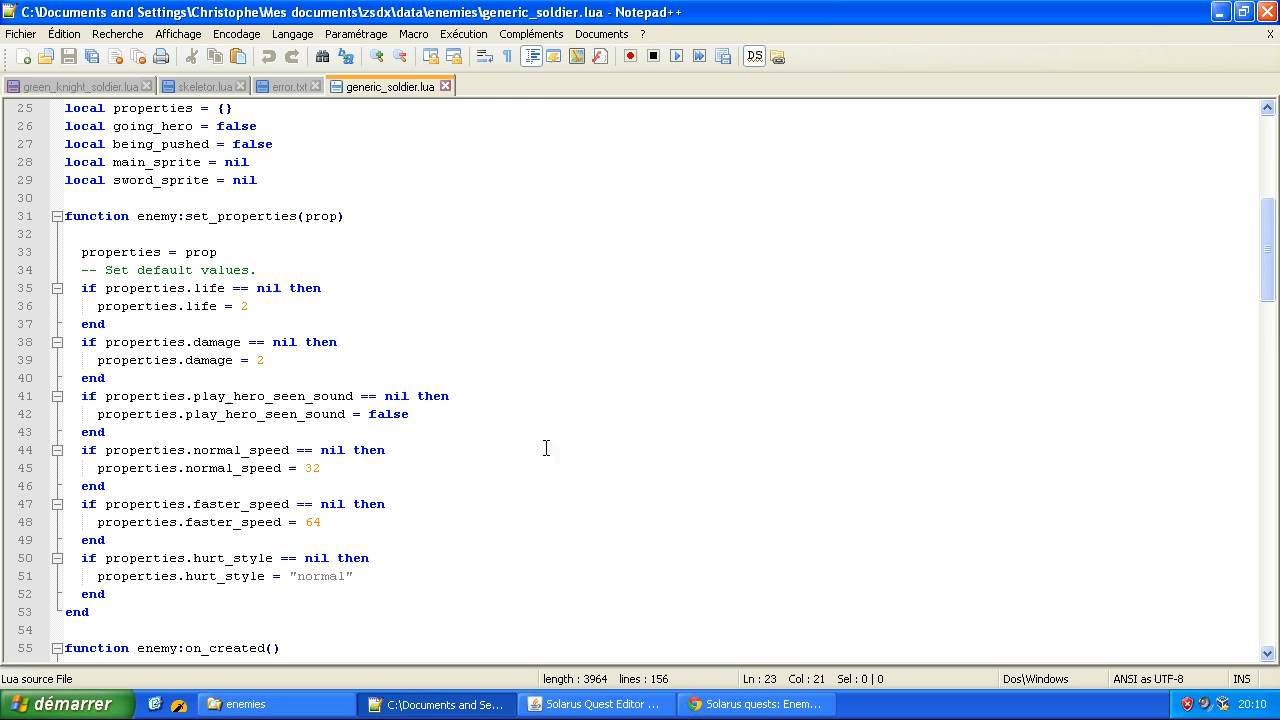 C:\Documents and Settings\Christophe\Mes documents\zsdx\data\enemies\generic_soldier.lua - Notepad++
Fichier Édition Recherche Affichage Encodage Langage Paramétrage Macro Exécution Compléments Documents ? X
green_knight_soldier.lua skeletor.lua error.txt generic_soldier.lua
25 local properties = {}
26 local going_hero = false
27 local being_pushed = false
28 local main_sprite = nil
29 local sword_sprite = nil
30
31 function enemy:set_properties(prop)
32
33 properties = prop
34 -- Set default values.
35 if properties.life == nil then
36 properties.life = 2
37 end
38 if properties.damage == nil then
39 properties.damage = 2
40 end
41 if properties.play_hero_seen_sound == nil then
42 properties.play_hero_seen_sound = false
43 end
44 if properties.normal_speed == nil then
45 properties.normal_speed = 32
46 end
47 if properties.faster_speed == nil then
48 properties.faster_speed = 64
49 end
50 if properties.hurt_style == nil then
51 properties.hurt_style = "normal"
52 end
53 end
54
55 function enemy:on_created()
Lua source File length : 3964 lines : 156 Ln : 23 Col : 21 Sel : 0 | 0 Dos\Windows ANSI as UTF-8 INS
démarrer enemies C:\Documents and Se... Solarus Quest Editor ... Solarus quests: Enem... 20:10